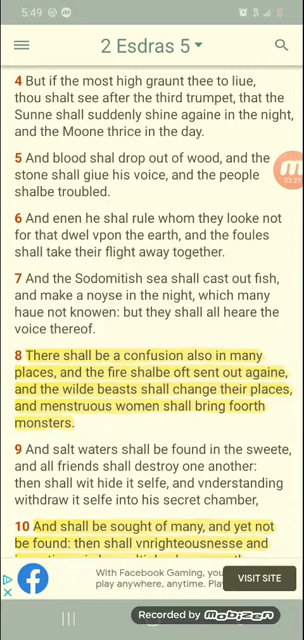 5:49
2 Esdras 5
4 But if the most high graunt thee to liue,
thou shalt see after the third trumpet, that the
Sunne shall suddenly shine againe in the night,
and the Moone thrice in the day.
5 And blood shal drop out of wood, and the
stone shall giue his voice, and the people
shalbe troubled.
03:21
6 And enen he shal rule whom they looke not
for that dwel vpon the earth, and the foules
shall take their flight away together.
7 And the Sodomitish sea shall cast out fish,
and make a noyse in the night, which many
haue not knowen: but they shall all heare the
voice thereof.
8 There shall be a confusion also in many
places, and the fire shalbe oft sent out againe,
and the wilde beasts shall change their places,
and menstruous women shall bring foorth
monsters.
9 And salt waters shall be found in the sweete,
and all friends shall destroy one another:
then shall wit hide it selfe, and vnderstanding
withdraw it selfe into his secret chamber,
10 And shall be sought of many, and yet not
be found: then shall vnrighteousnesse and
With Facebook Gaming, you
play anywhere, anytime. Pla
VISIT SITE
Recorded by MOBIZEN